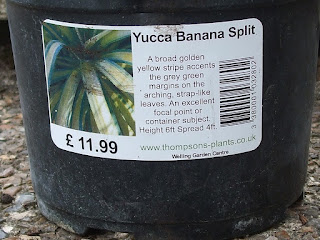 Yucca Banana Split
A broad golden
yellow stripe accents
the grey green
margins on the
arching, strap-like
leaves. An excellent
focal point or
container subject.
Height 6ft Spread 4ft.
£ 11.99
www.thompsons-plants.co.uk
Welling Garden Centre